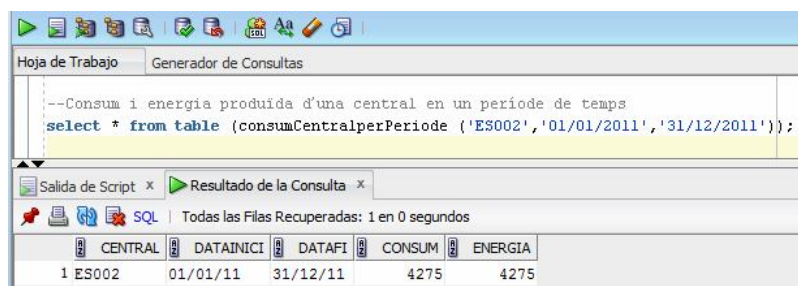 Hoja de Trabajo Generador de Consultas
--Consum i energia produïda d'una central en un període de temps
select * from table (consumCentralperPeriode ('ES002','01/01/2011','31/12/2011'));
Salida de Script x Resultado de la Consulta x
SQL | Todas las Filas Recuperadas: 1 en 0 segundos
CENTRAL DATAINICI DATAFI CONSUM ENERGIA
1 ES002 01/01/11 31/12/11 4275 4275